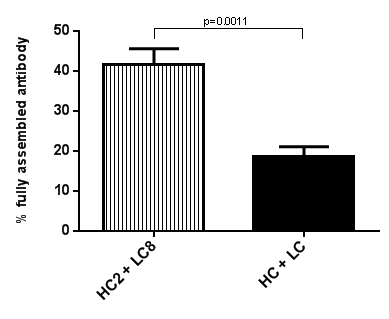 p=0.0011
% fully assembled antibody
50
40
30
20
10
0
HC2 + LC8
HC + LC